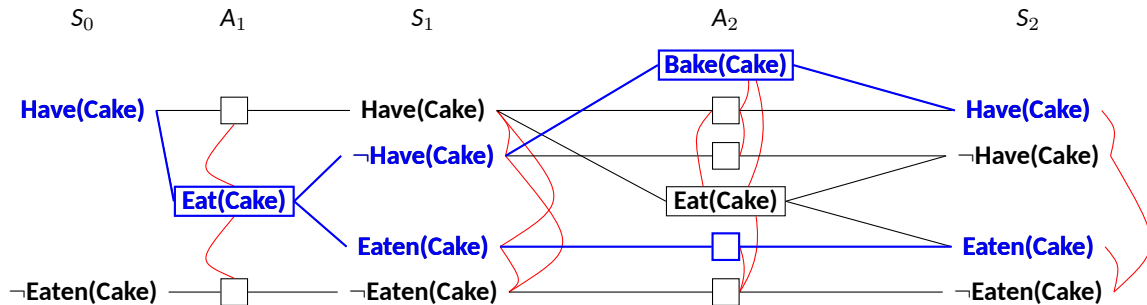 S₀ A₁ S₁ A₂ S₂
Bake(Cake)
Have(Cake) Have(Cake) Have(Cake)
¬Have(Cake) ¬Have(Cake)
Eat(Cake) Eat(Cake)
Eaten(Cake) Eaten(Cake)
¬Eaten(Cake) ¬Eaten(Cake) ¬Eaten(Cake)